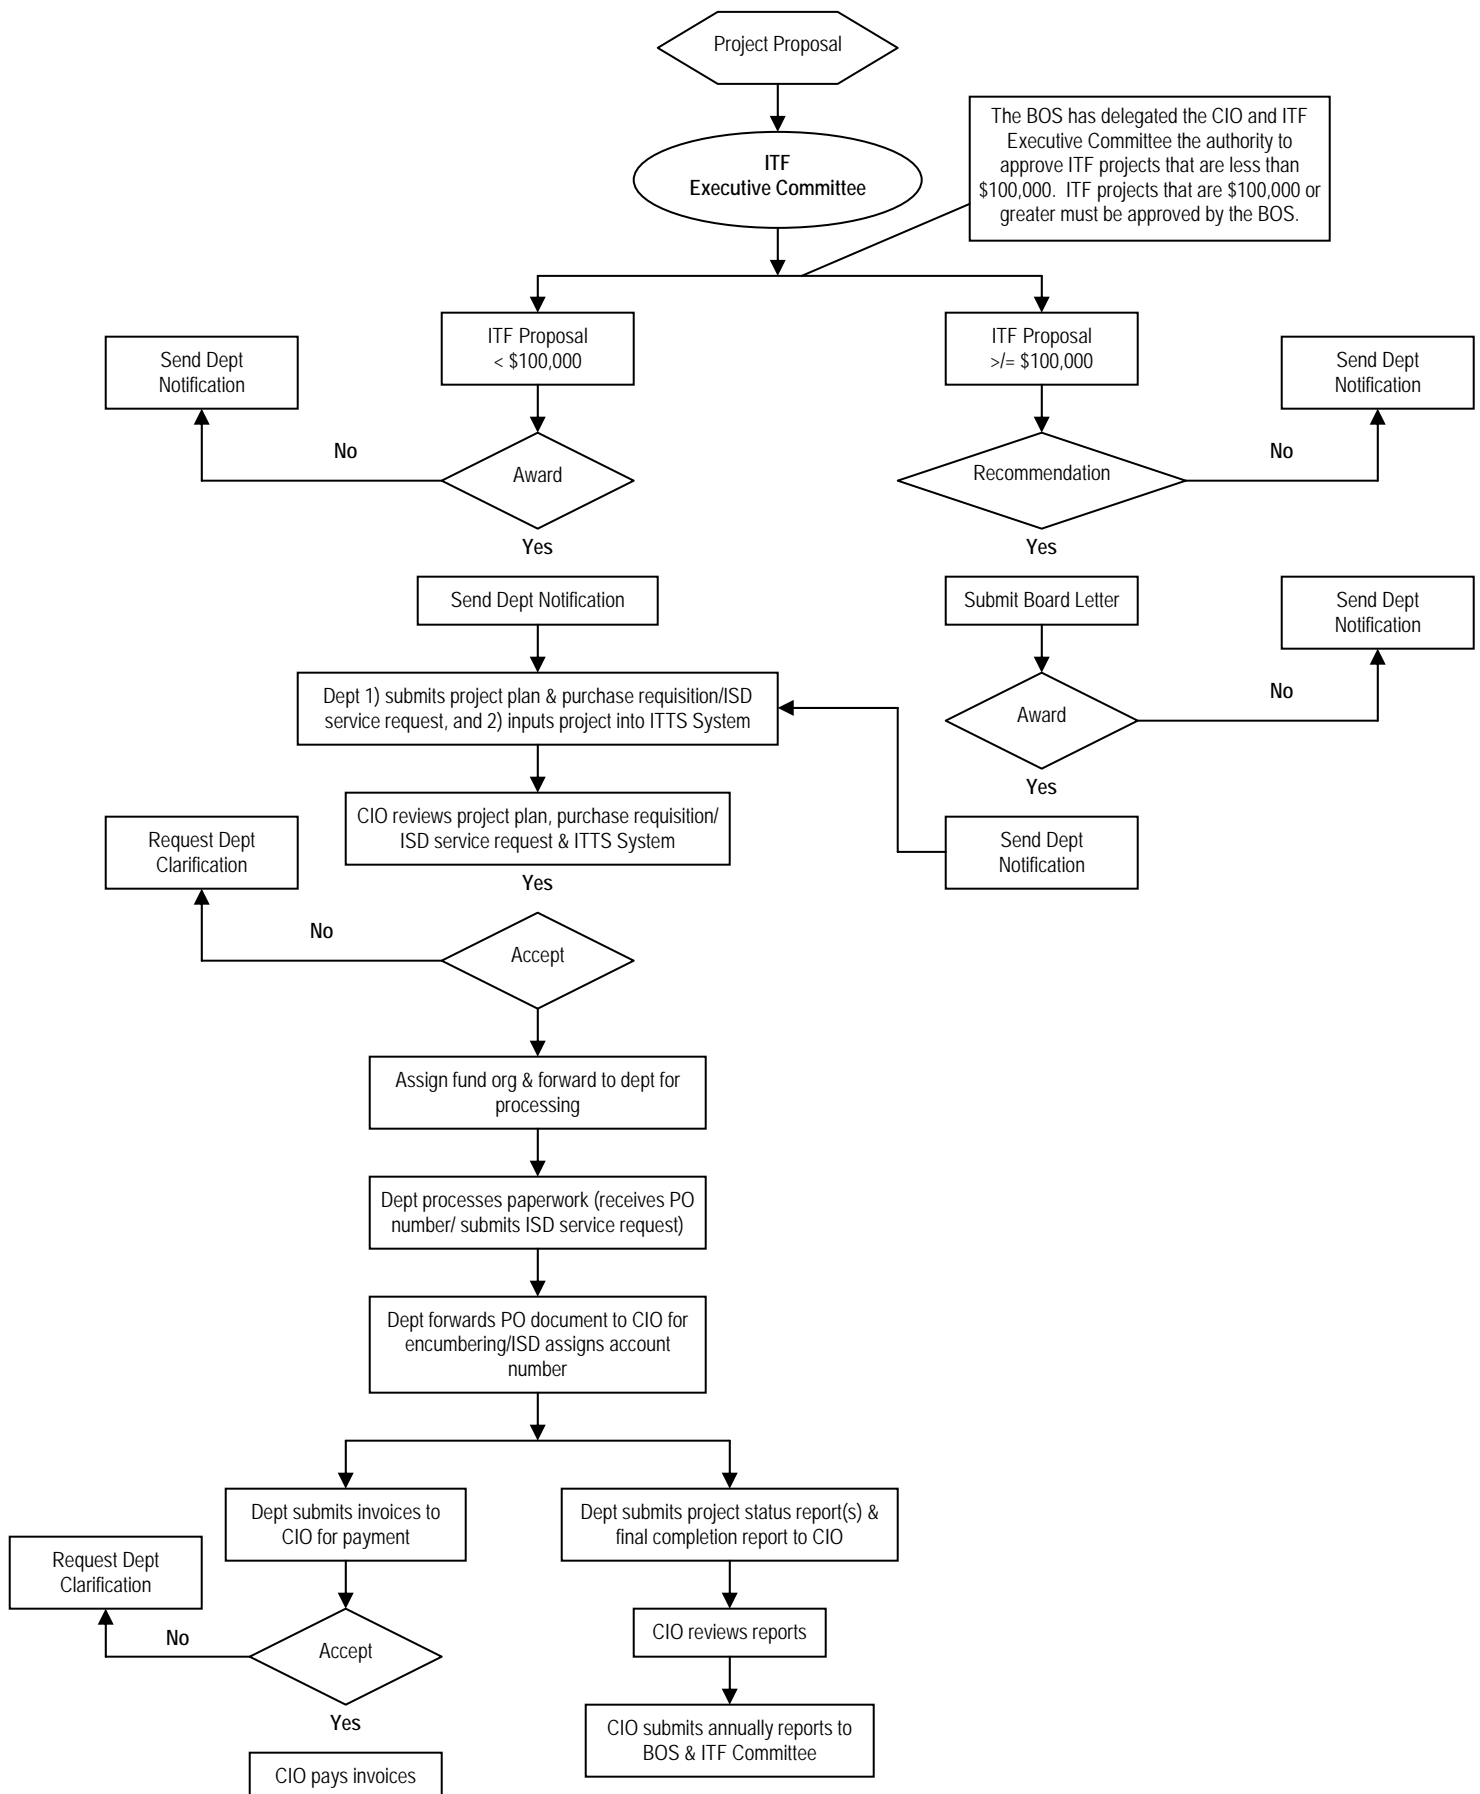 Project Proposal
The BOS has delegated the CIO and ITF
Executive Committee the authority to
approve ITF projects that are less than
$100,000.  ITF projects that are $100,000 or
greater must be approved by the BOS.
ITF
Executive Committee
ITF Proposal
< $100,000
ITF Proposal
>/= $100,000
Send Dept
Notification
Send Dept
Notification
No
Award
Recommendation
No
Yes
Yes
Send Dept Notification
Submit Board Letter
Send Dept
Notification
Dept 1) submits project plan & purchase requisition/ISD
service request, and 2) inputs project into ITTS System
Award
No
Yes
CIO reviews project plan, purchase requisition/
ISD service request & ITTS System
Request Dept
Clarification
Send Dept
Notification
Yes
No
Accept
Assign fund org & forward to dept for
processing
Dept processes paperwork (receives PO
number/ submits ISD service request)
Dept forwards PO document to CIO for
encumbering/ISD assigns account
number
Dept submits invoices to
CIO for payment
Dept submits project status report(s) &
final completion report to CIO
Request Dept
Clarification
No
Accept
CIO reviews reports
Yes
CIO submits annually reports to
BOS & ITF Committee
CIO pays invoices